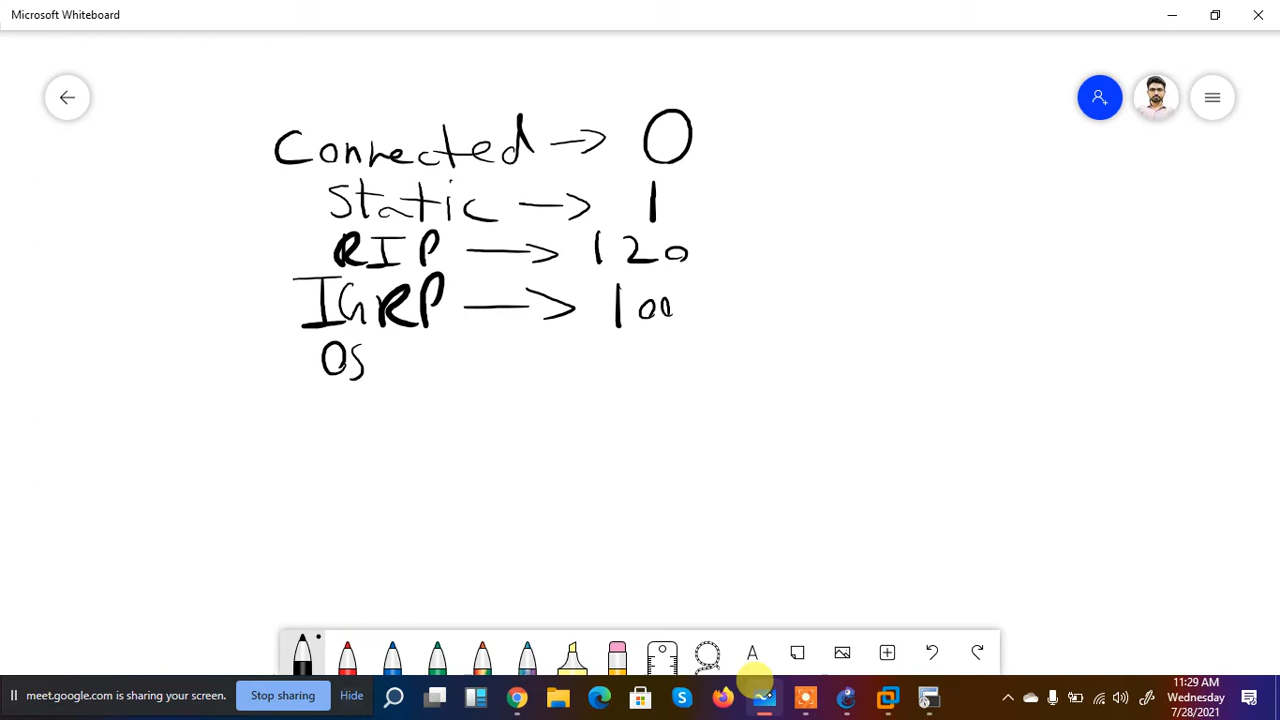 Microsoft Whiteboard
Connected → 0
Static → 1
RIP → 120
IGRP → 100
OS
A
meet.google.com is sharing your screen.
Stop sharing
Hide
11:29 AM
Wednesday
7/28/2021